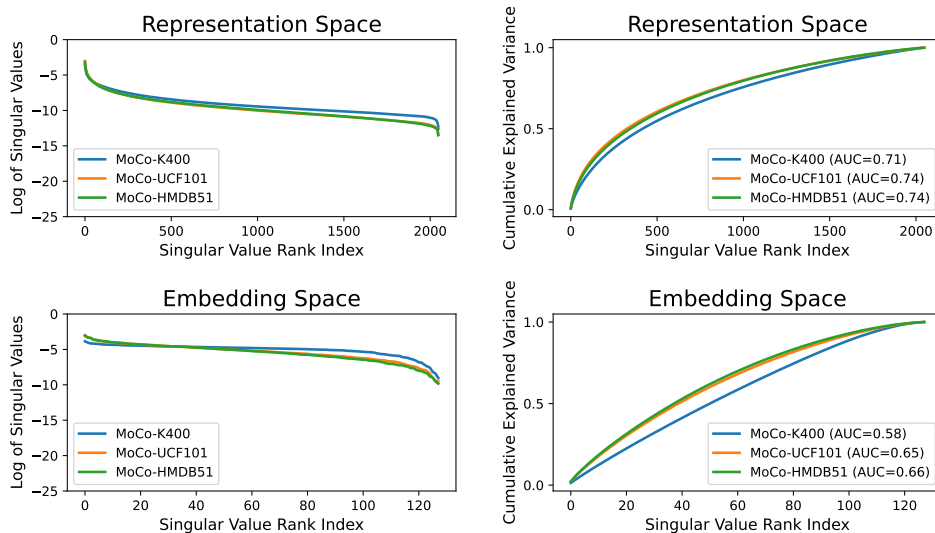 Representation Space
Log of Singular Values
0
−5
−10
−15
−20
−25
MoCo-K400
MoCo-UCF101
MoCo-HMDB51
0
500
1000
1500
2000
Singular Value Rank Index
Representation Space
Cumulative Explained Variance
1.0
0.5
0.0
MoCo-K400 (AUC=0.71)
MoCo-UCF101 (AUC=0.74)
MoCo-HMDB51 (AUC=0.74)
0
500
1000
1500
2000
Singular Value Rank Index
Embedding Space
Log of Singular Values
0
−5
−10
−15
−20
−25
MoCo-K400
MoCo-UCF101
MoCo-HMDB51
0
20
40
60
80
100
120
Singular Value Rank Index
Embedding Space
Cumulative Explained Variance
1.0
0.5
0.0
MoCo-K400 (AUC=0.58)
MoCo-UCF101 (AUC=0.65)
MoCo-HMDB51 (AUC=0.66)
0
20
40
60
80
100
120
Singular Value Rank Index